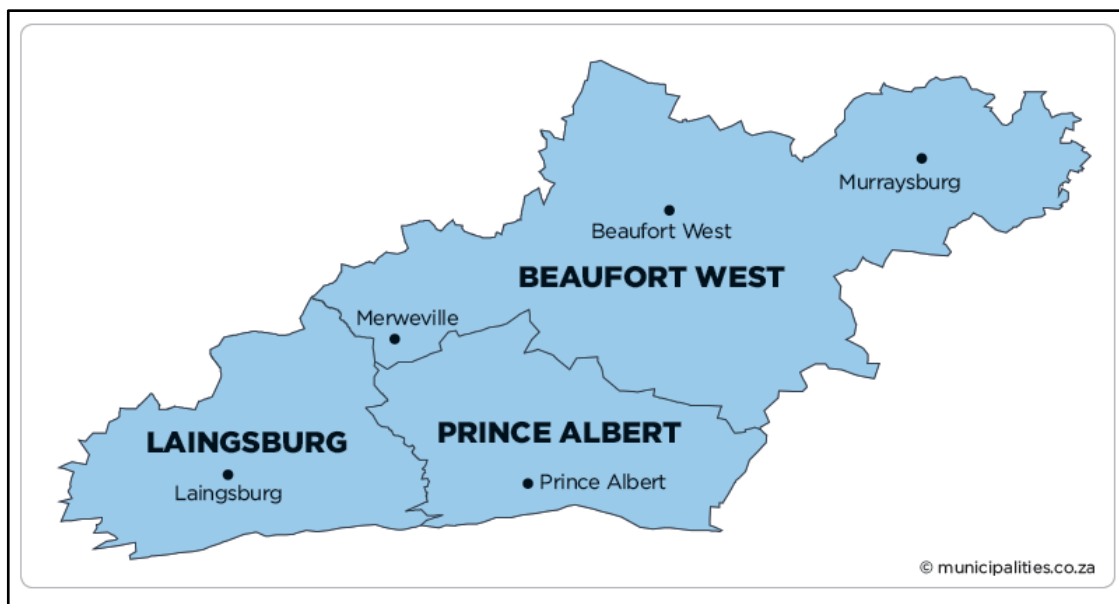 Murraysburg
Beaufort West
BEAUFORT WEST
Merweville
LAINGSBURG
PRINCE ALBERT
Laingsburg
Prince Albert
© municipalities.co.za